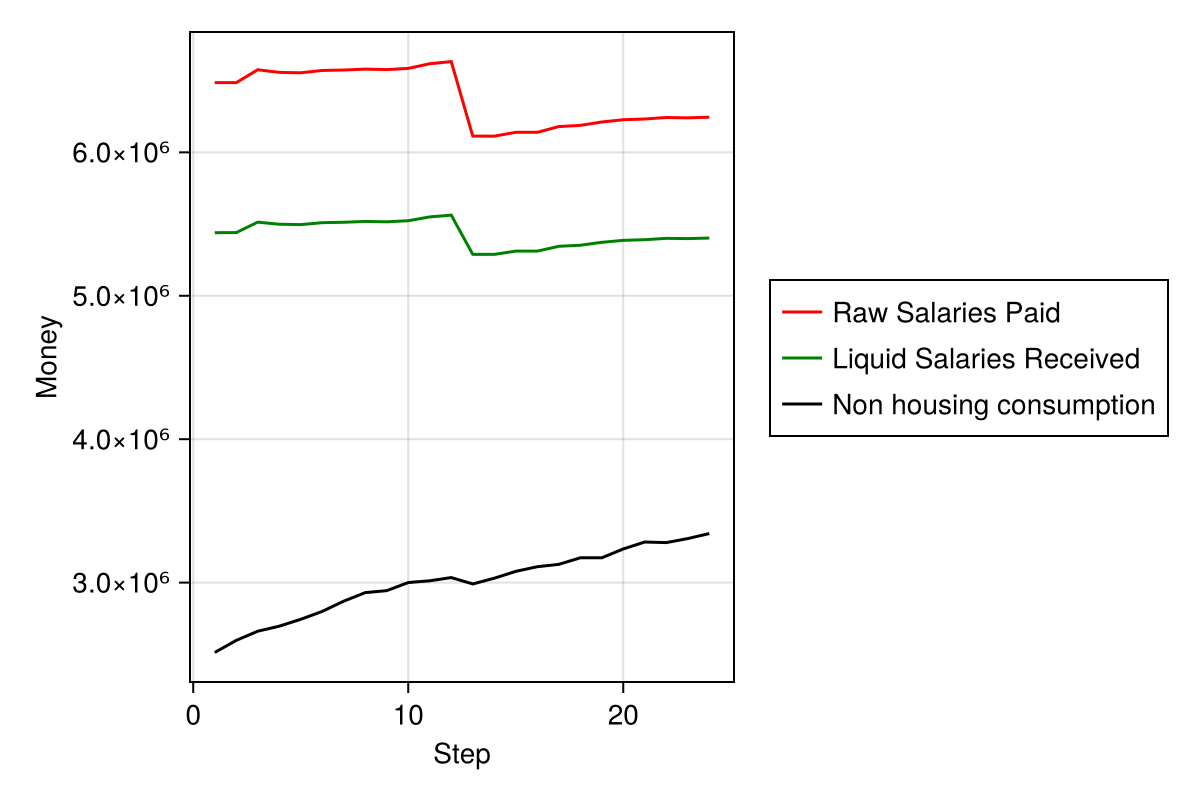 6.0×10⁶
5.0×10⁶
4.0×10⁶
3.0×10⁶
Money
0 10 20
Step
Raw Salaries Paid
Liquid Salaries Received
Non housing consumption